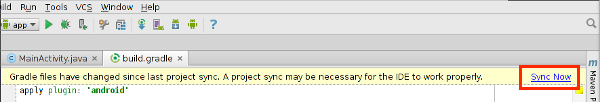 Run Tools VCS Window Help
app
MainActivity.java build.gradle
Gradle files have changed since last project sync. A project sync may be necessary for the IDE to work properly. Sync Now
apply plugin: 'android'
m Maven P